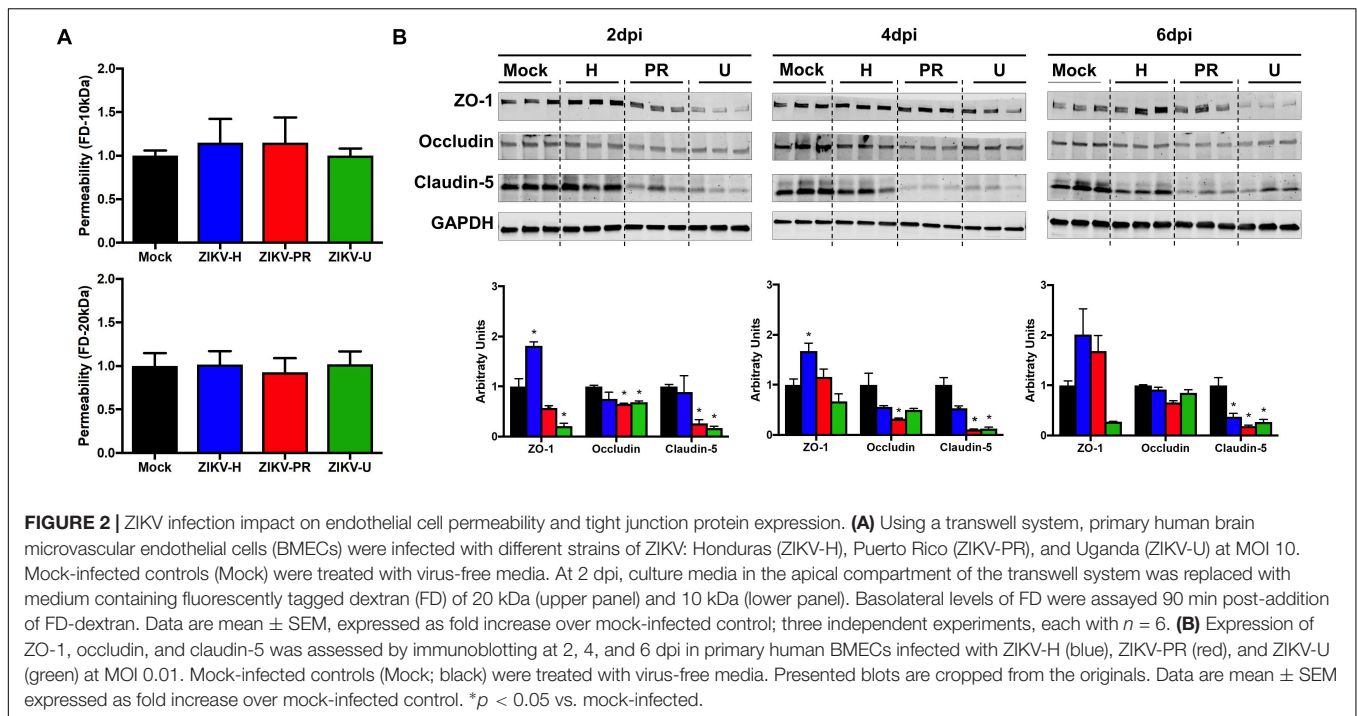 A
B
2.0
1.5
1.0
0.5
0.0
Permeability (FD-10kDa)
Mock ZIKV-H ZIKV-PR ZIKV-U
2.0
1.5
1.0
0.5
0.0
Permeability (FD-20kDa)
Mock ZIKV-H ZIKV-PR ZIKV-U
2dpi 4dpi 6dpi
Mock H PR U Mock H PR U Mock H PR U
ZO-1
Occludin
Claudin-5
GAPDH
3
2
1
0
Arbitraty Units
* * * * * *
ZO-1 Occludin Claudin-5
3
2
1
0
Arbitraty Units
* * * *
ZO-1 Occludin Claudin-5
3
2
1
0
Arbitraty Units
* * *
ZO-1 Occludin Claudin-5
FIGURE 2 | ZIKV infection impact on endothelial cell permeability and tight junction protein expression. (A) Using a transwell system, primary human brain
microvascular endothelial cells (BMECs) were infected with different strains of ZIKV: Honduras (ZIKV-H), Puerto Rico (ZIKV-PR), and Uganda (ZIKV-U) at MOI 10.
Mock-infected controls (Mock) were treated with virus-free media. At 2 dpi, culture media in the apical compartment of the transwell system was replaced with
medium containing fluorescently tagged dextran (FD) of 20 kDa (upper panel) and 10 kDa (lower panel). Basolateral levels of FD were assayed 90 min post-addition
of FD-dextran. Data are mean ± SEM, expressed as fold increase over mock-infected control; three independent experiments, each with n = 6. (B) Expression of
ZO-1, occludin, and claudin-5 was assessed by immunoblotting at 2, 4, and 6 dpi in primary human BMECs infected with ZIKV-H (blue), ZIKV-PR (red), and ZIKV-U
(green) at MOI 0.01. Mock-infected controls (Mock; black) were treated with virus-free media. Presented blots are cropped from the originals. Data are mean ± SEM
expressed as fold increase over mock-infected control. *p < 0.05 vs. mock-infected.